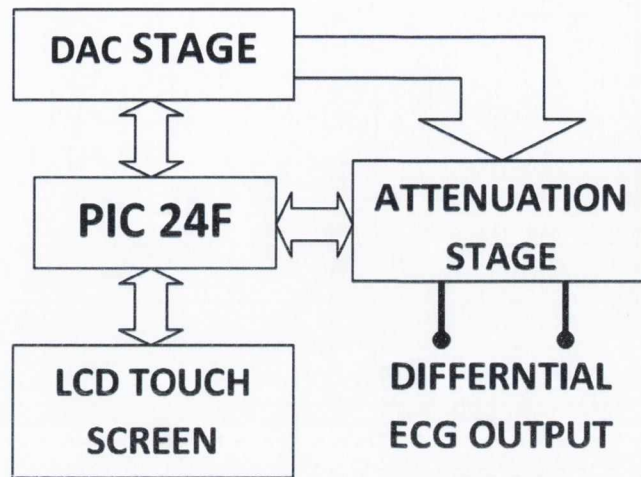 DAC STAGE
PIC 24F
ATTENUATION
STAGE
LCD TOUCH
SCREEN
DIFFERNTIAL
ECG OUTPUT